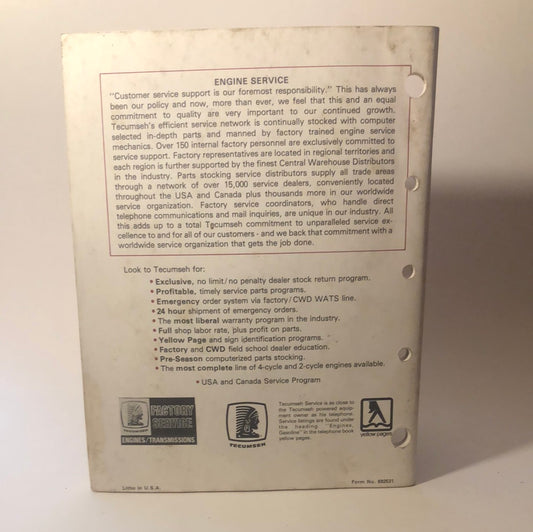 ENGINE SERVICE
"Customer service support is our foremost responsibility." This has always
been our policy and now, more than ever, we feel that this and an equal
commitment to quality are very important to our continued growth.
Tecumseh's efficient service network is continually stocked with computer
selected in-depth parts and manned by factory trained engine service
mechanics. Over 150 internal factory personnel are exclusively committed to
service support. Factory representatives are located in regional territories and
each region is further supported by the finest Central Warehouse Distributors
in the industry. Parts stocking service distributors supply all trade areas
through a network of over 15,000 service dealers, conveniently located
throughout the USA and Canada plus thousands more in our worldwide
service organization. Factory service coordinators, who handle direct
telephone communications and mail inquiries, are unique in our industry. All
this adds up to a total Tecumseh commitment to unparalleled service ex-
cellence to and for all of our customers - and we back that commitment with a
worldwide service organization that gets the job done.
Look to Tecumseh for:
• Exclusive, no limit/no penalty dealer stock return program.
• Profitable, timely service parts programs.
• Emergency order system via factory/CWD WATS line.
• 24 hour shipment of emergency orders.
• The most liberal warranty program in the industry.
• Full shop labor rate, plus profit on parts.
• Yellow Page and sign identification programs.
• Factory and CWD field school dealer education.
• Pre-Season computerized parts stocking.
• The most complete line of 4-cycle and 2-cycle engines available.
• USA and Canada Service Program
FACTORY
SERVICE
ENGINES/TRANSMISSIONS
TECUMSEH
Tecumseh Service is as close to
the Tecumseh powered equip-
ment owner as his telephone.
Service listings are found under
the heading "Engines,
Gasoline" in the telephone book
yellow pages.
yellow pages
Litho in U.S.A.
Form No. 692531